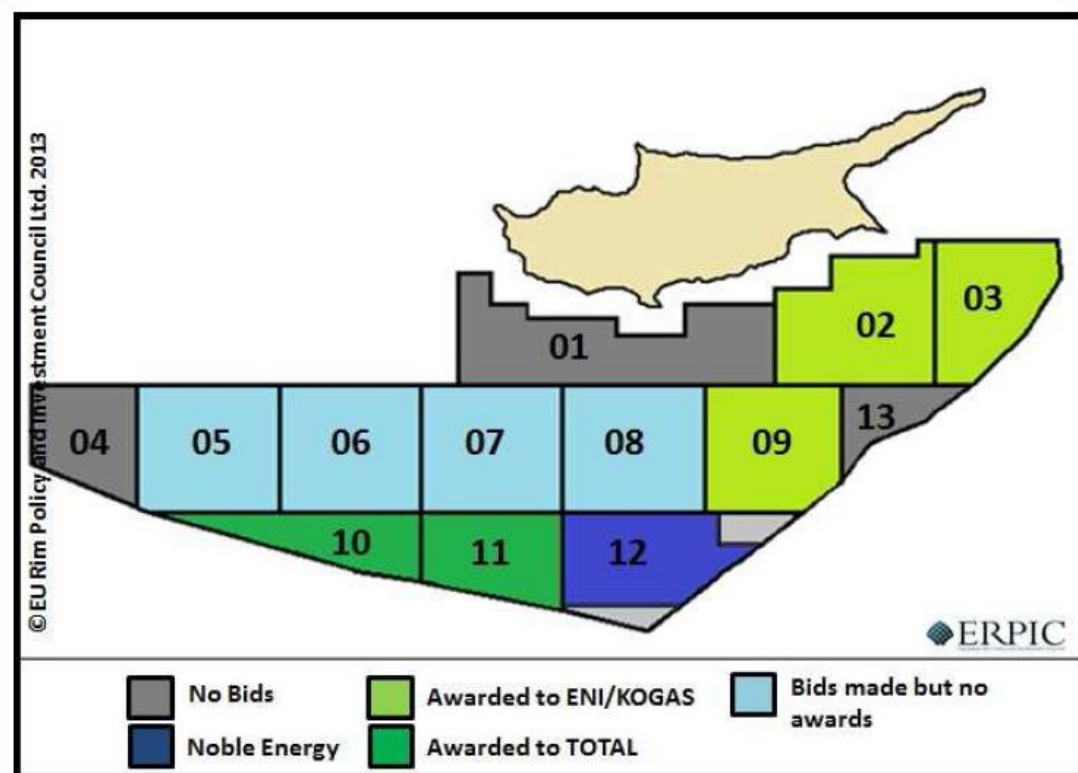 © EU Rim Policy and Investment Council Ltd. 2013
03
02
01
04
05
06
07
08
09
13
10
11
12
ERPIC
No Bids
Awarded to ENI/KOGAS
Bids made but no
awards
Noble Energy
Awarded to TOTAL